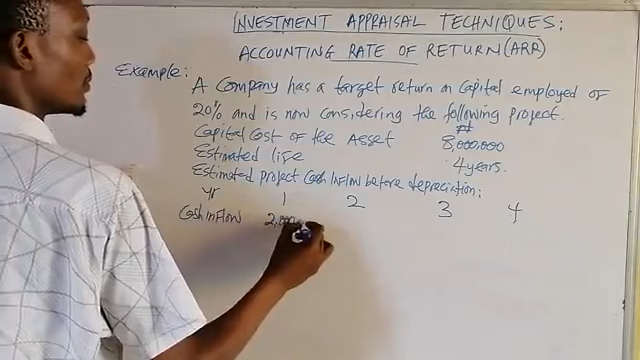 INVESTMENT APPRAISAL TECHNIQUES:
ACCOUNTING RATE OF RETURN (ARR)
Example:
A Company has a target return on Capital employed of
20% and is now considering the following project.
Capital Cost of the Asset 8,000,000
Estimated life 4 years.
Estimated project Cash Inflow before depreciation:
yr 1 2 3 4
Cash Inflow